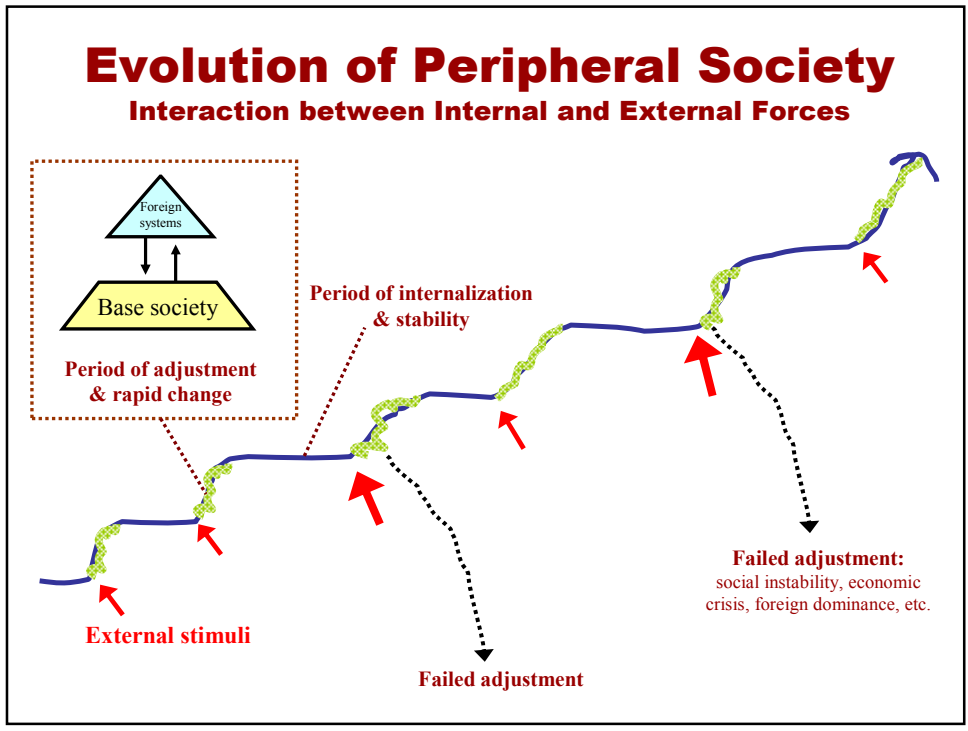 Evolution of Peripheral Society
Interaction between Internal and External Forces
Foreign
systems
Base society
Period of adjustment
& rapid change
Period of internalization
& stability
External stimuli
Failed adjustment
Failed adjustment:
social instability, economic
crisis, foreign dominance, etc.